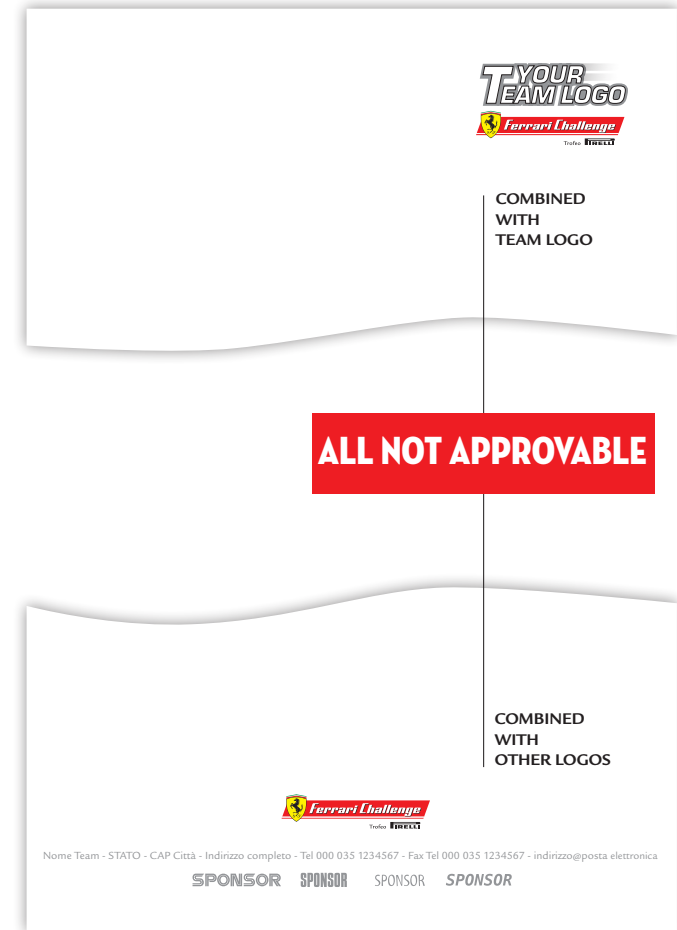 YOUR
TEAM LOGO
Ferrari Challenge
Trofeo PIRELLI
COMBINED
WITH
TEAM LOGO
ALL NOT APPROVABLE
COMBINED
WITH
OTHER LOGOS
Ferrari Challenge
Trofeo PIRELLI
Nome Team - STATO - CAP Città - Indirizzo completo - Tel 000 035 1234567 - Fax Tel 000 035 1234567 - indirizzo@posta elettronica
SPONSOR SPONSOR SPONSOR SPONSOR